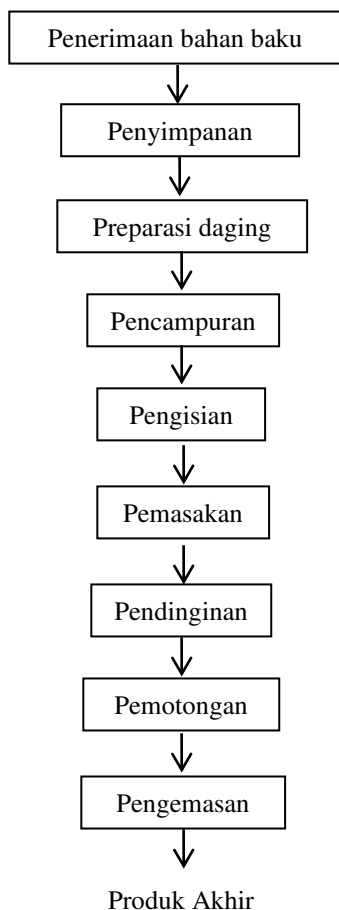 Penerimaan bahan baku
Penyimpanan
Preparasi daging
Pencampuran
Pengisian
Pemasakan
Pendinginan
Pemotongan
Pengemasan
Produk Akhir